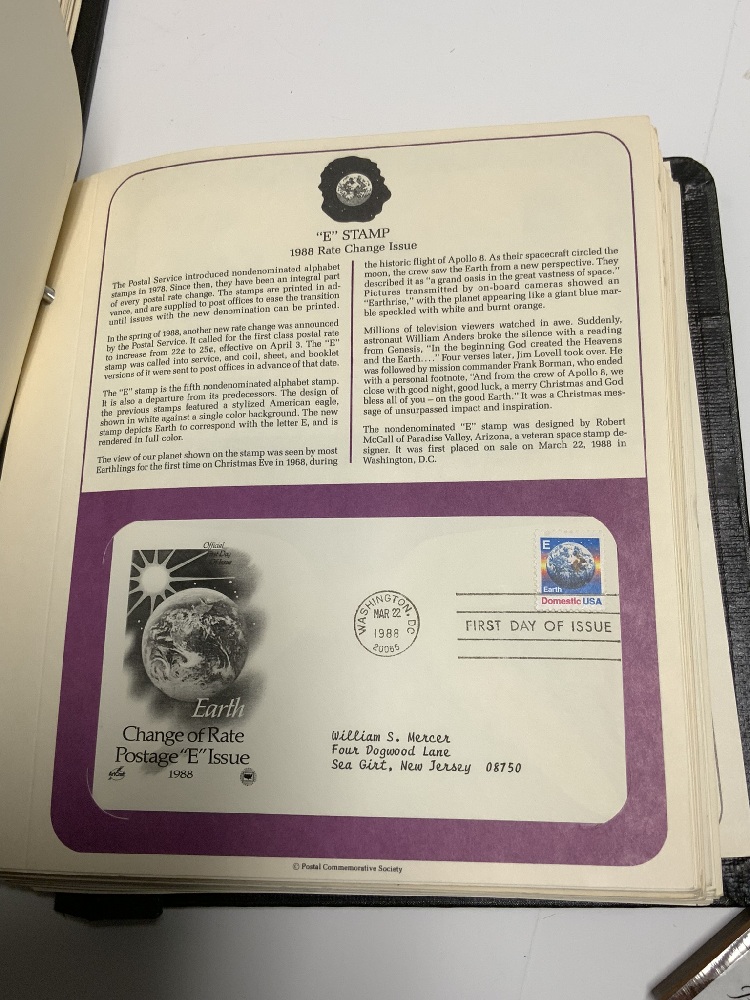 "E" STAMP
1988 Rate Change Issue
The Postal Service introduced nondenominated alphabet
stamps in 1978. Since then, they have been an integral part
of every postal rate change. The stamps are printed in ad-
vance, and are supplied to post offices to ease the transition
until issues with the new denomination can be printed.
In the spring of 1988, another new rate change was announced
by the Postal Service. It called for the first class postal rate
to increase from 22¢ to 25¢, effective on April 3. The "E"
stamp was called into service, and coil, sheet, and booklet
versions of it were sent to post offices in advance of that date.
The "E" stamp is the fifth nondenominated alphabet stamp.
It is also a departure from its predecessors. The design of
the previous stamps featured a stylized American eagle,
shown in white against a single color background. The new
stamp depicts Earth to correspond with the letter E, and is
rendered in full color.
The view of our planet shown on the stamp was seen by most
Earthlings for the first time on Christmas Eve in 1968, during
the historic flight of Apollo 8. As their spacecraft circled the
moon, the crew saw the Earth from a new perspective. They
described it as "a grand oasis in the great vastness of space."
Pictures transmitted by on-board cameras showed an
"Earthrise," with the planet appearing like a giant blue mar-
ble speckled with white and burnt orange.
Millions of television viewers watched in awe. Suddenly,
astronaut William Anders broke the silence with a reading
from Genesis, "In the beginning God created the Heavens
and the Earth. . . ." Four verses later, Jim Lovell took over. He
was followed by mission commander Frank Borman, who ended
with a personal footnote, "And from the crew of Apollo 8, we
close with good night, good luck, a merry Christmas and God
bless all of you – on the good Earth." It was a Christmas mes-
sage of unsurpassed impact and inspiration.
The nondenominated "E" stamp was designed by Robert
McCall of Paradise Valley, Arizona, a veteran space stamp de-
signer. It was first placed on sale on March 22, 1988 in
Washington, D.C.
Official
First Day
Of Issue
Earth
Change of Rate
Postage "E" Issue
1988
ArtCraft
WASHINGTON, DC
MAR 22
1988
20066
E
Earth
Domestic USA
FIRST DAY OF ISSUE
William S. Mercer
Four Dogwood Lane
Sea Girt, New Jersey 08750
© Postal Commemorative Society